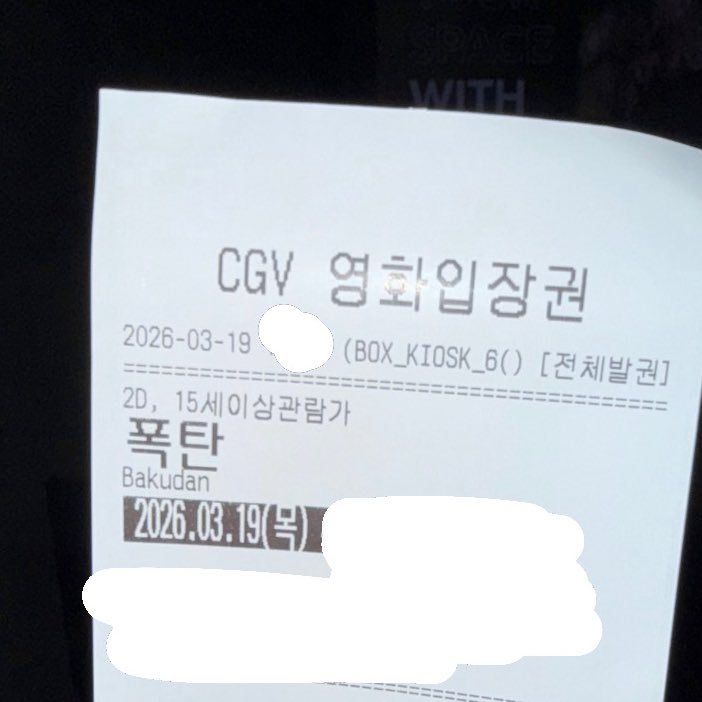 SPACE
WITH
CGV 영화입장권
2026-03-19 (BOX_KIOSK_6() [전체발권]
2D, 15세이상관람가
폭탄
Bakudan
2026.03.19(목)